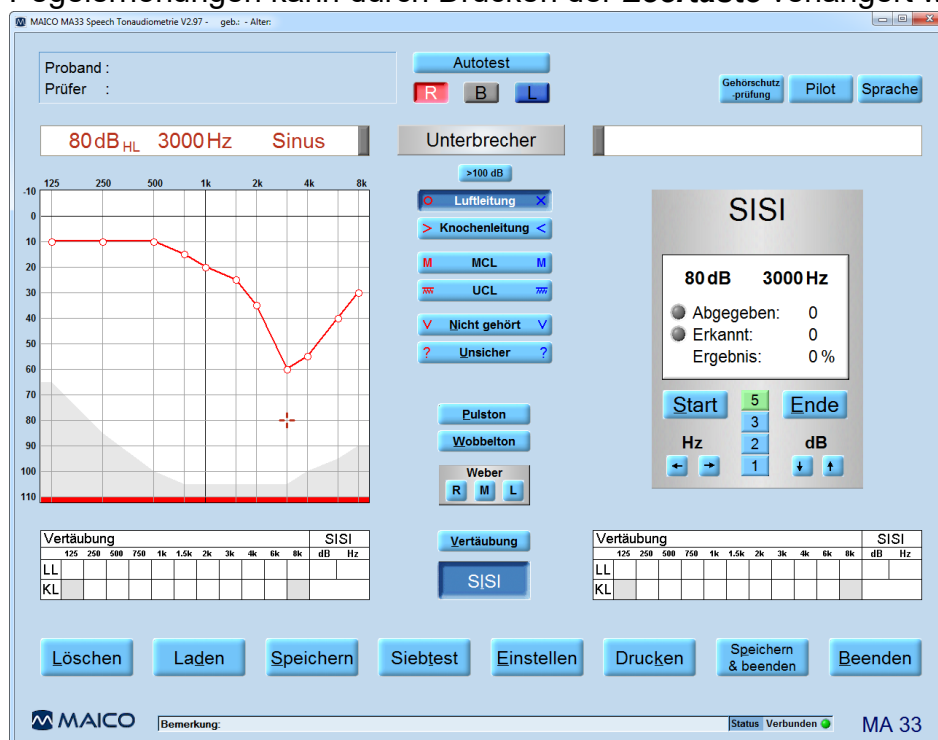 MAICO MA33 Speech Tonaudiometrie V2.97 - geb.: - Alter:
Proband :
Prüfer :
Autotest
R B L
Gehörschutz
-prüfung
Pilot
Sprache
80 dB HL 3000 Hz Sinus
Unterbrecher
>100 dB
125 250 500 1k 2k 4k 8k
-10
0
10
20
30
40
50
60
70
80
90
100
110
Luftleitung
> Knochenleitung <
M MCL M
UCL
V Nicht gehört V
? Unsicher ?
Pulston
Wobbelton
Weber
R M L
Vertäubung
SISI
SISI
80 dB 3000 Hz
Abgegeben: 0
Erkannt: 0
Ergebnis: 0 %
Start
5
3
2
1
Ende
Hz
dB
Vertäubung SISI
125 250 500 750 1k 1.5k 2k 3k 4k 6k 8k dB Hz
LL
KL
Vertäubung SISI
125 250 500 750 1k 1.5k 2k 3k 4k 6k 8k dB Hz
LL
KL
Löschen
Laden
Speichern
Siebtest
Einstellen
Drucken
Speichern
& beenden
Beenden
MAICO
Bemerkung:
Status Verbunden
MA 33